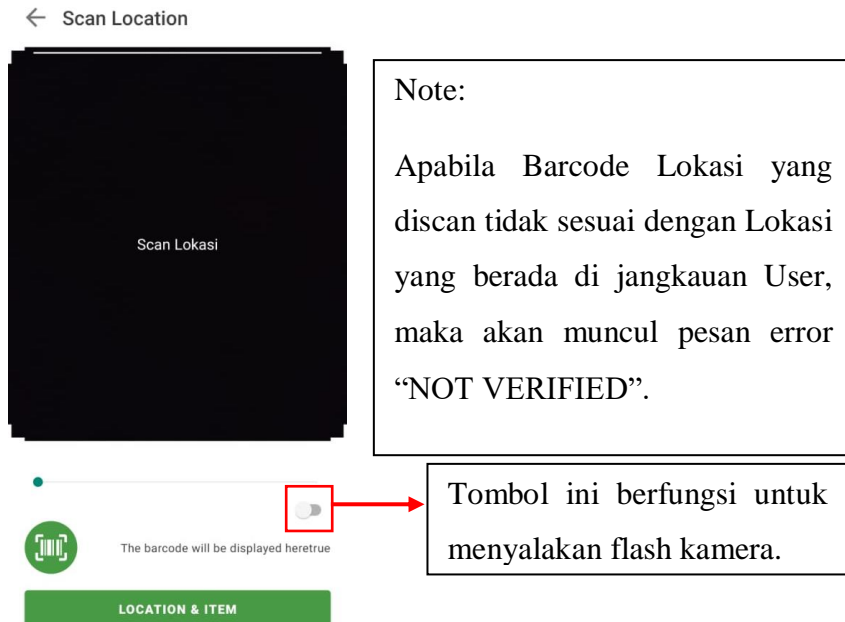 Scan Location
Scan Lokasi
Note:
Apabila Barcode Lokasi yang
discan tidak sesuai dengan Lokasi
yang berada di jangkauan User,
maka akan muncul pesan error
“NOT VERIFIED”.
Tombol ini berfungsi untuk
menyalakan flash kamera.
The barcode will be displayed heretrue
LOCATION & ITEM